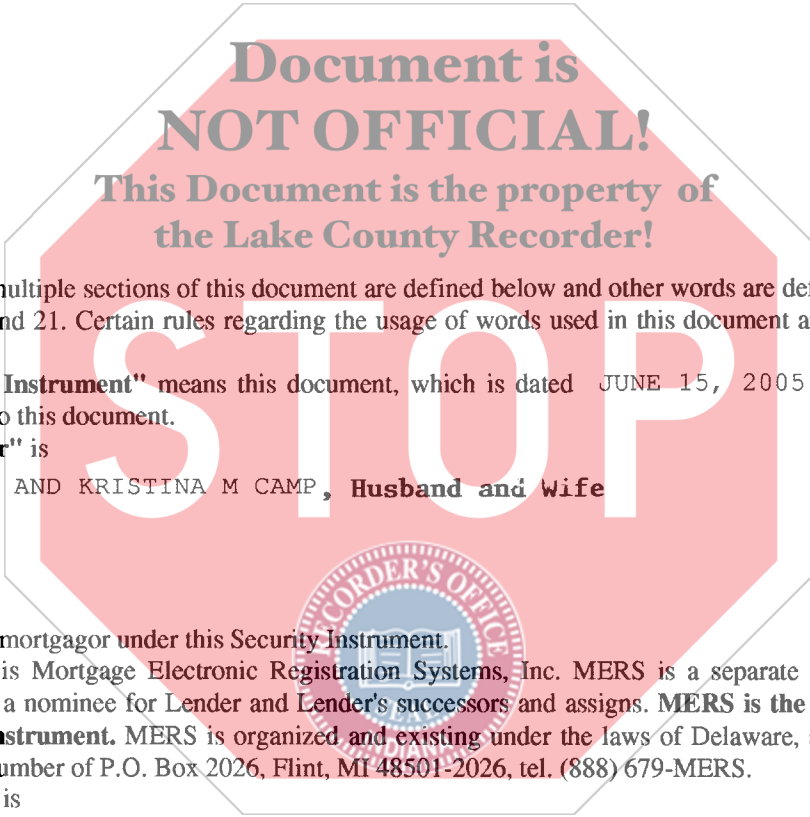 Document is
NOT OFFICIAL!
This Document is the property of
the Lake County Recorder!
STOP
multiple sections of this document are defined below and other words are def
nd 21. Certain rules regarding the usage of words used in this document a
Instrument" means this document, which is dated JUNE 15, 2005
o this document.
r" is
AND KRISTINA M CAMP, Husband and Wife
RECORDER'S OFFICE
mortgagor under this Security Instrument.
is Mortgage Electronic Registration Systems, Inc. MERS is a separate
a nominee for Lender and Lender's successors and assigns. MERS is the
nstrument. MERS is organized and existing under the laws of Delaware,
umber of P.O. Box 2026, Flint, MI 48501-2026, tel. (888) 679-MERS.
is
SEAL
INDIANA